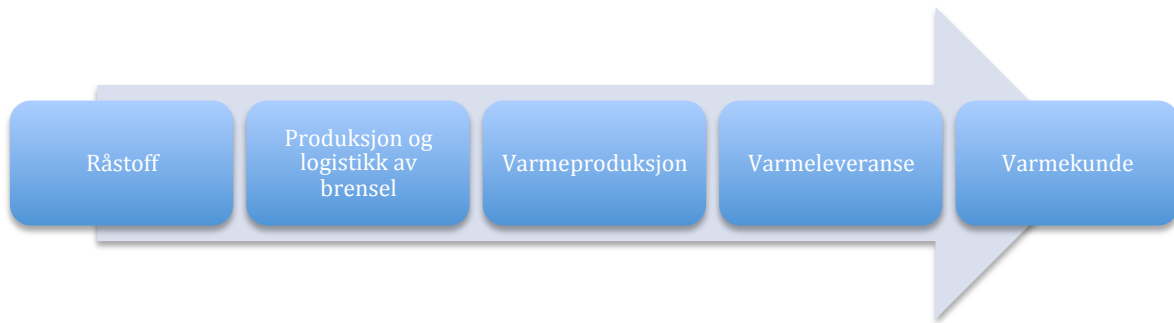 Råstoff
Produksjon og
logistikk av
brensel
Varmeproduksjon
Varmeleveranse
Varmekunde